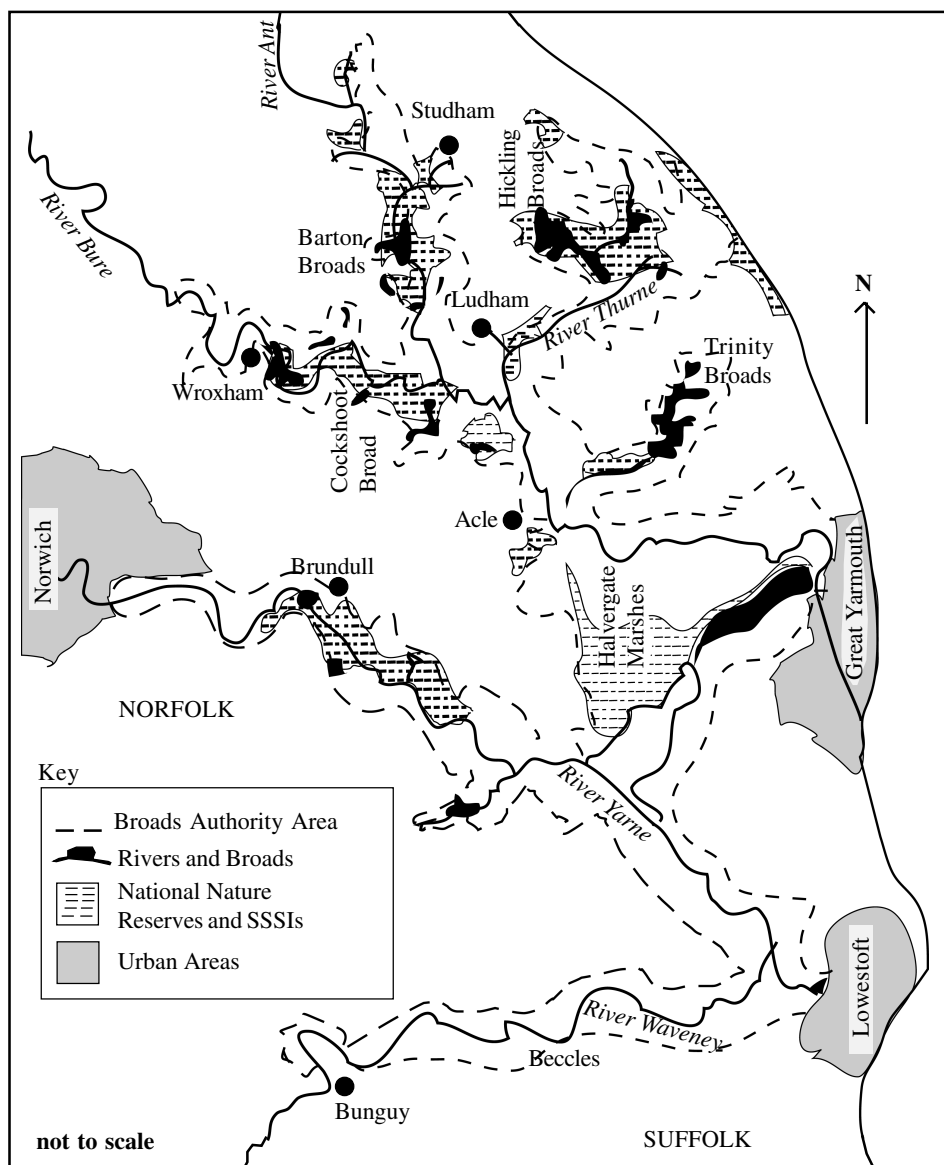 River Ant
Studham
Hickling
Broads
River Bure
Barton
Broads
N
Ludham
River Thurne
Wroxham
Trinity
Broads
Cockshoot
Broad
Norwich
Acle
Brundull
Halvergate
Marshes
Great Yarmouth
NORFOLK
Key
Broads Authority Area
Rivers and Broads
National Nature
Reserves and SSSIs
Urban Areas
River Yarne
Lowestoft
River Waveney
Beccles
Bunguy
not to scale
SUFFOLK